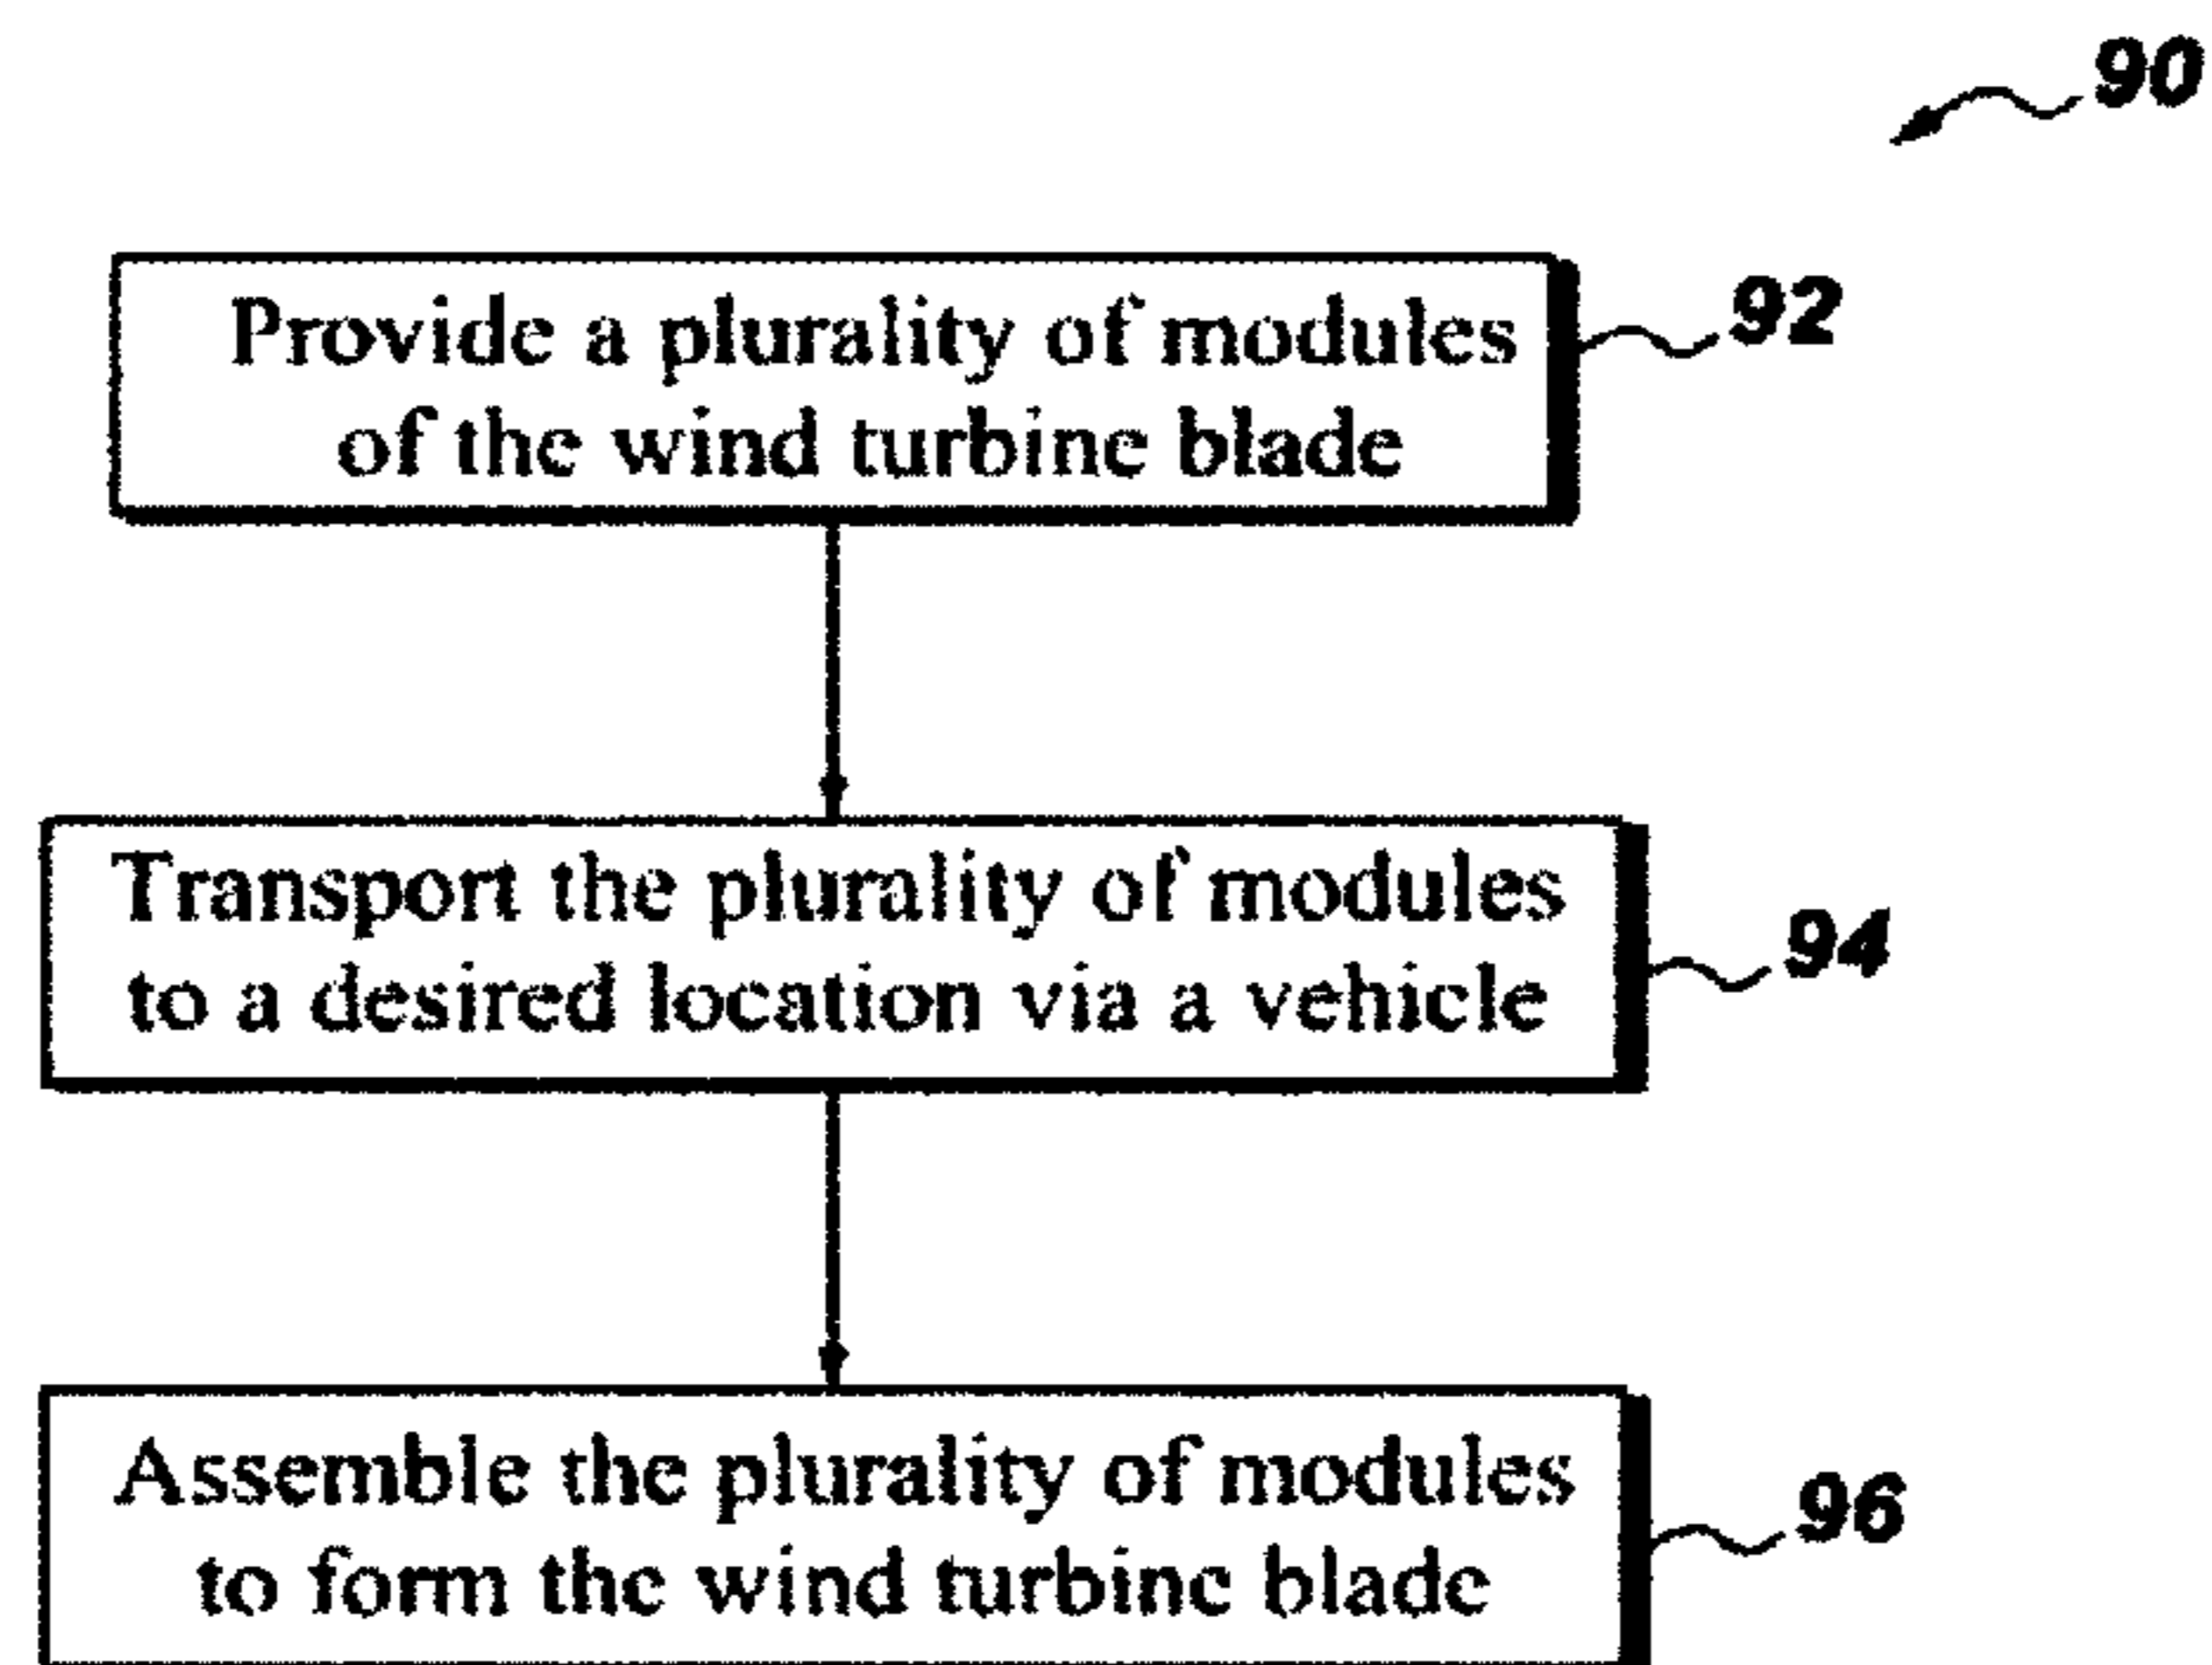 90
Provide a plurality of modules
of the wind turbine blade
92
Transport the plurality of modules
to a desired location via a vehicle
94
Assemble the plurality of modules
to form the wind turbine blade
96